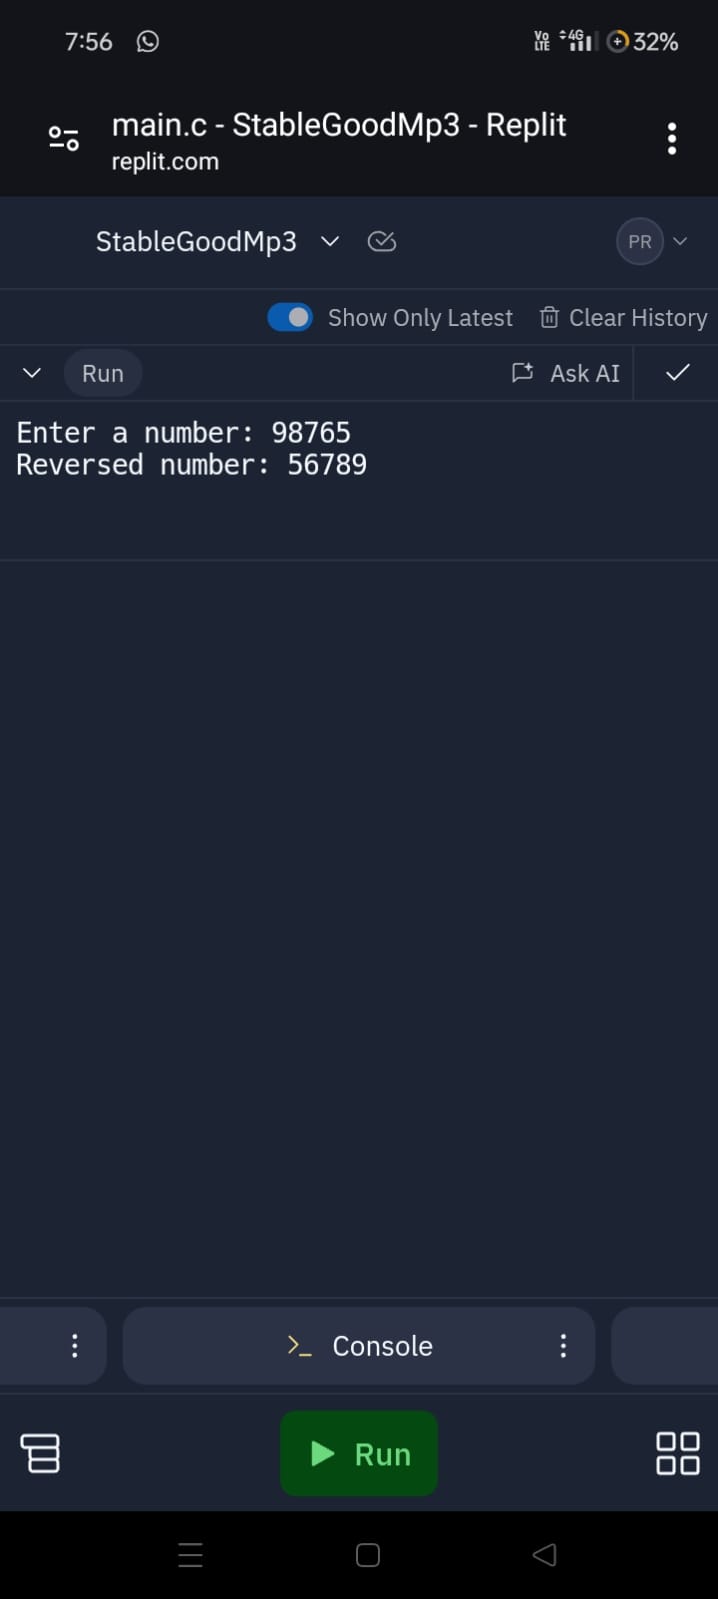 7:56 Vo LTE 4G 32%
main.c - StableGoodMp3 - Replit
replit.com
StableGoodMp3 PR
Show Only Latest Clear History
Run Ask AI
Enter a number: 98765
Reversed number: 56789
>_ Console
Run